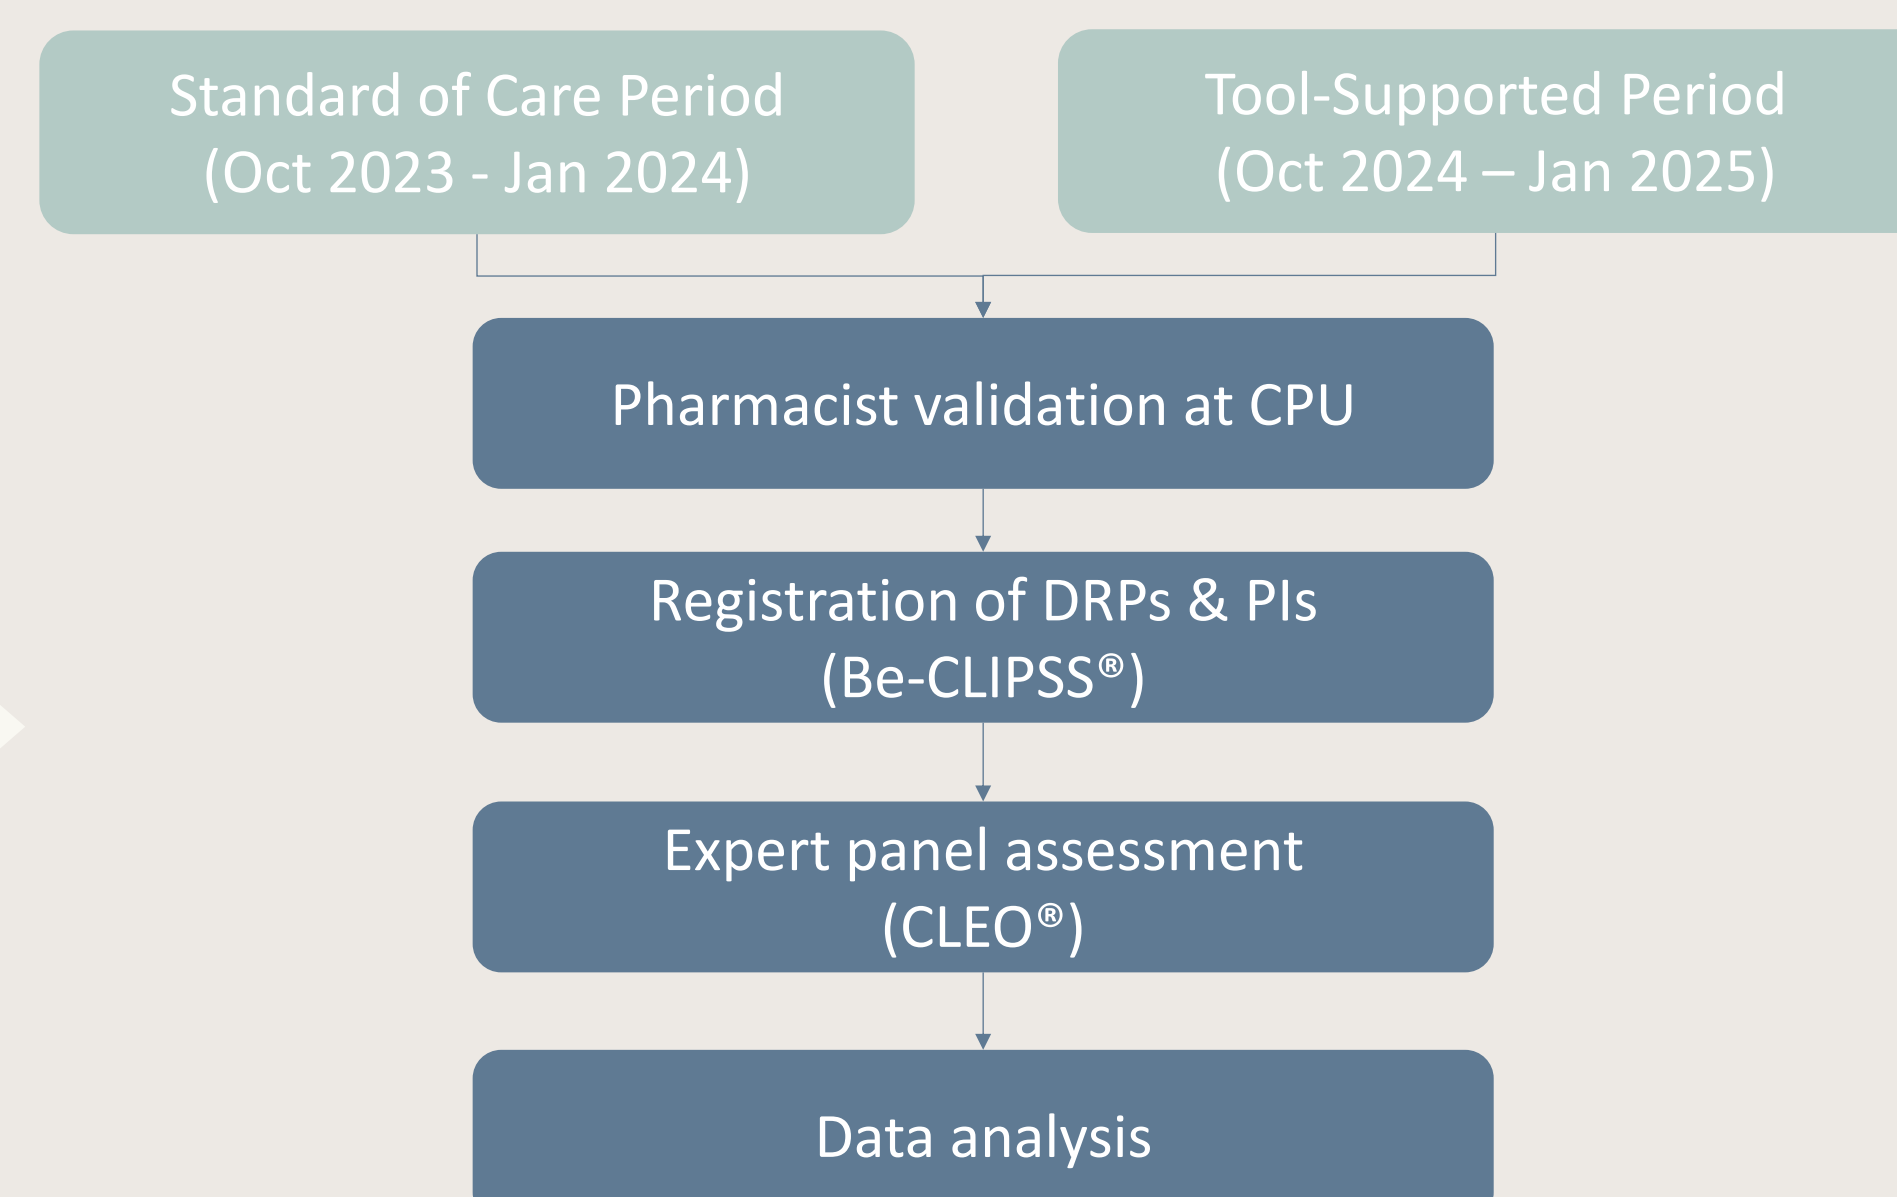 Standard of Care Period
(Oct 2023 - Jan 2024)
Tool-Supported Period
(Oct 2024 – Jan 2025)
Pharmacist validation at CPU
Registration of DRPs & PIs
(Be-CLIPSS®)
Expert panel assessment
(CLEO®)
Data analysis